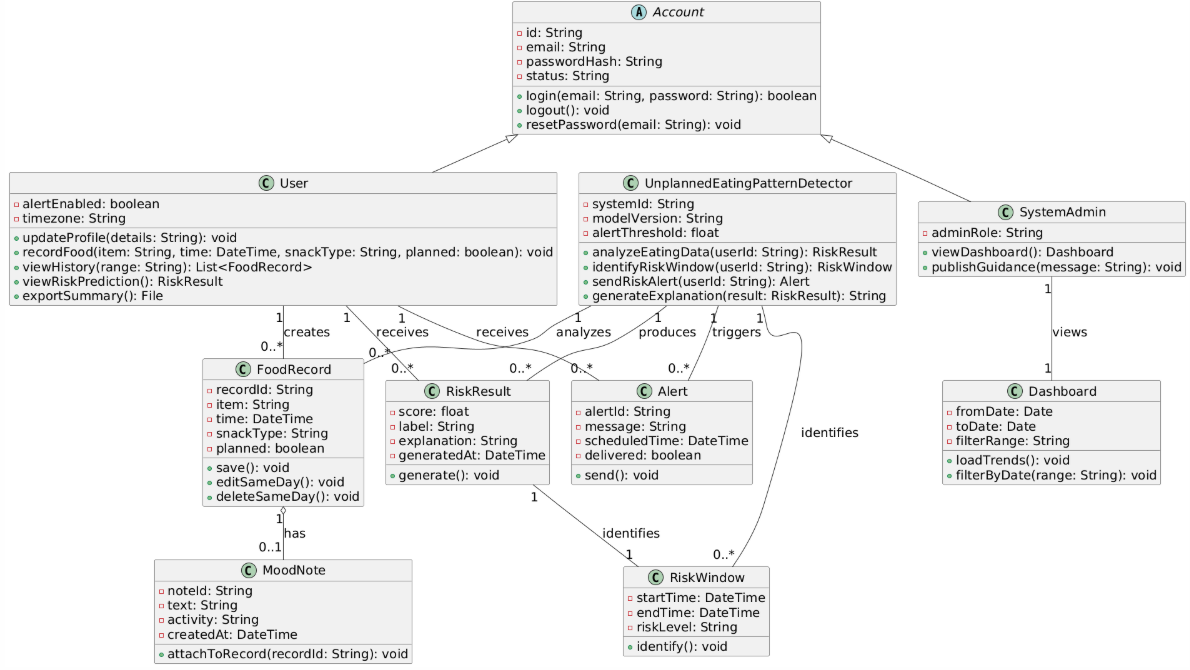 A Account
id: String
email: String
passwordHash: String
status: String
login(email: String, password: String): boolean
logout(): void
resetPassword(email: String): void
C User
alertEnabled: boolean
timezone: String
updateProfile(details: String): void
recordFood(item: String, time: DateTime, snackType: String, planned: boolean): void
viewHistory(range: String): List<FoodRecord>
viewRiskPrediction(): RiskResult
exportSummary(): File
C UnplannedEatingPatternDetector
systemId: String
modelVersion: String
alertThreshold: float
analyzeEatingData(userId: String): RiskResult
identifyRiskWindow(userId: String): RiskWindow
sendRiskAlert(userId: String): Alert
generateExplanation(result: RiskResult): String
C SystemAdmin
adminRole: String
viewDashboard(): Dashboard
publishGuidance(message: String): void
1 1 1 1 1 1 1 1
creates receives receives analyzes produces triggers views
0..* 0..* 0..* 0..* 0..* 0..* 1
C FoodRecord
recordId: String
item: String
time: DateTime
snackType: String
planned: boolean
save(): void
editSameDay(): void
deleteSameDay(): void
C RiskResult
score: float
label: String
explanation: String
generatedAt: DateTime
generate(): void
C Alert
alertId: String
message: String
scheduledTime: DateTime
delivered: boolean
send(): void
identifies
C Dashboard
fromDate: Date
toDate: Date
filterRange: String
loadTrends(): void
filterByDate(range: String): void
1
has
0..1
1
identifies
1
0..*
C MoodNote
noteId: String
text: String
activity: String
createdAt: DateTime
attachToRecord(recordId: String): void
C RiskWindow
startTime: DateTime
endTime: DateTime
riskLevel: String
identify(): void